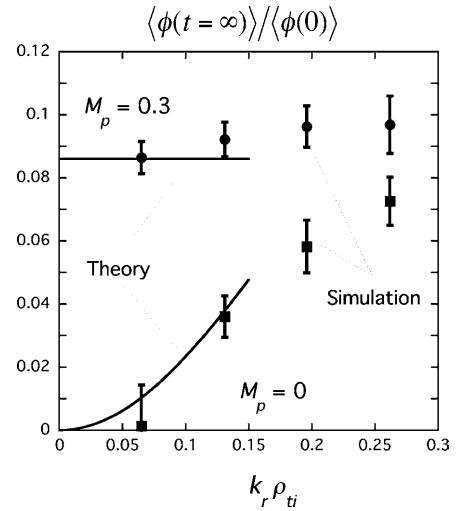 ⟨ϕ(t = ∞)⟩/⟨ϕ(0)⟩
0.12
0.1
M_p = 0.3
0.08
0.06
Theory
Simulation
0.04
0.02
M_p = 0
0
0 0.05 0.1 0.15 0.2 0.25 0.3
k_r ρ_ti